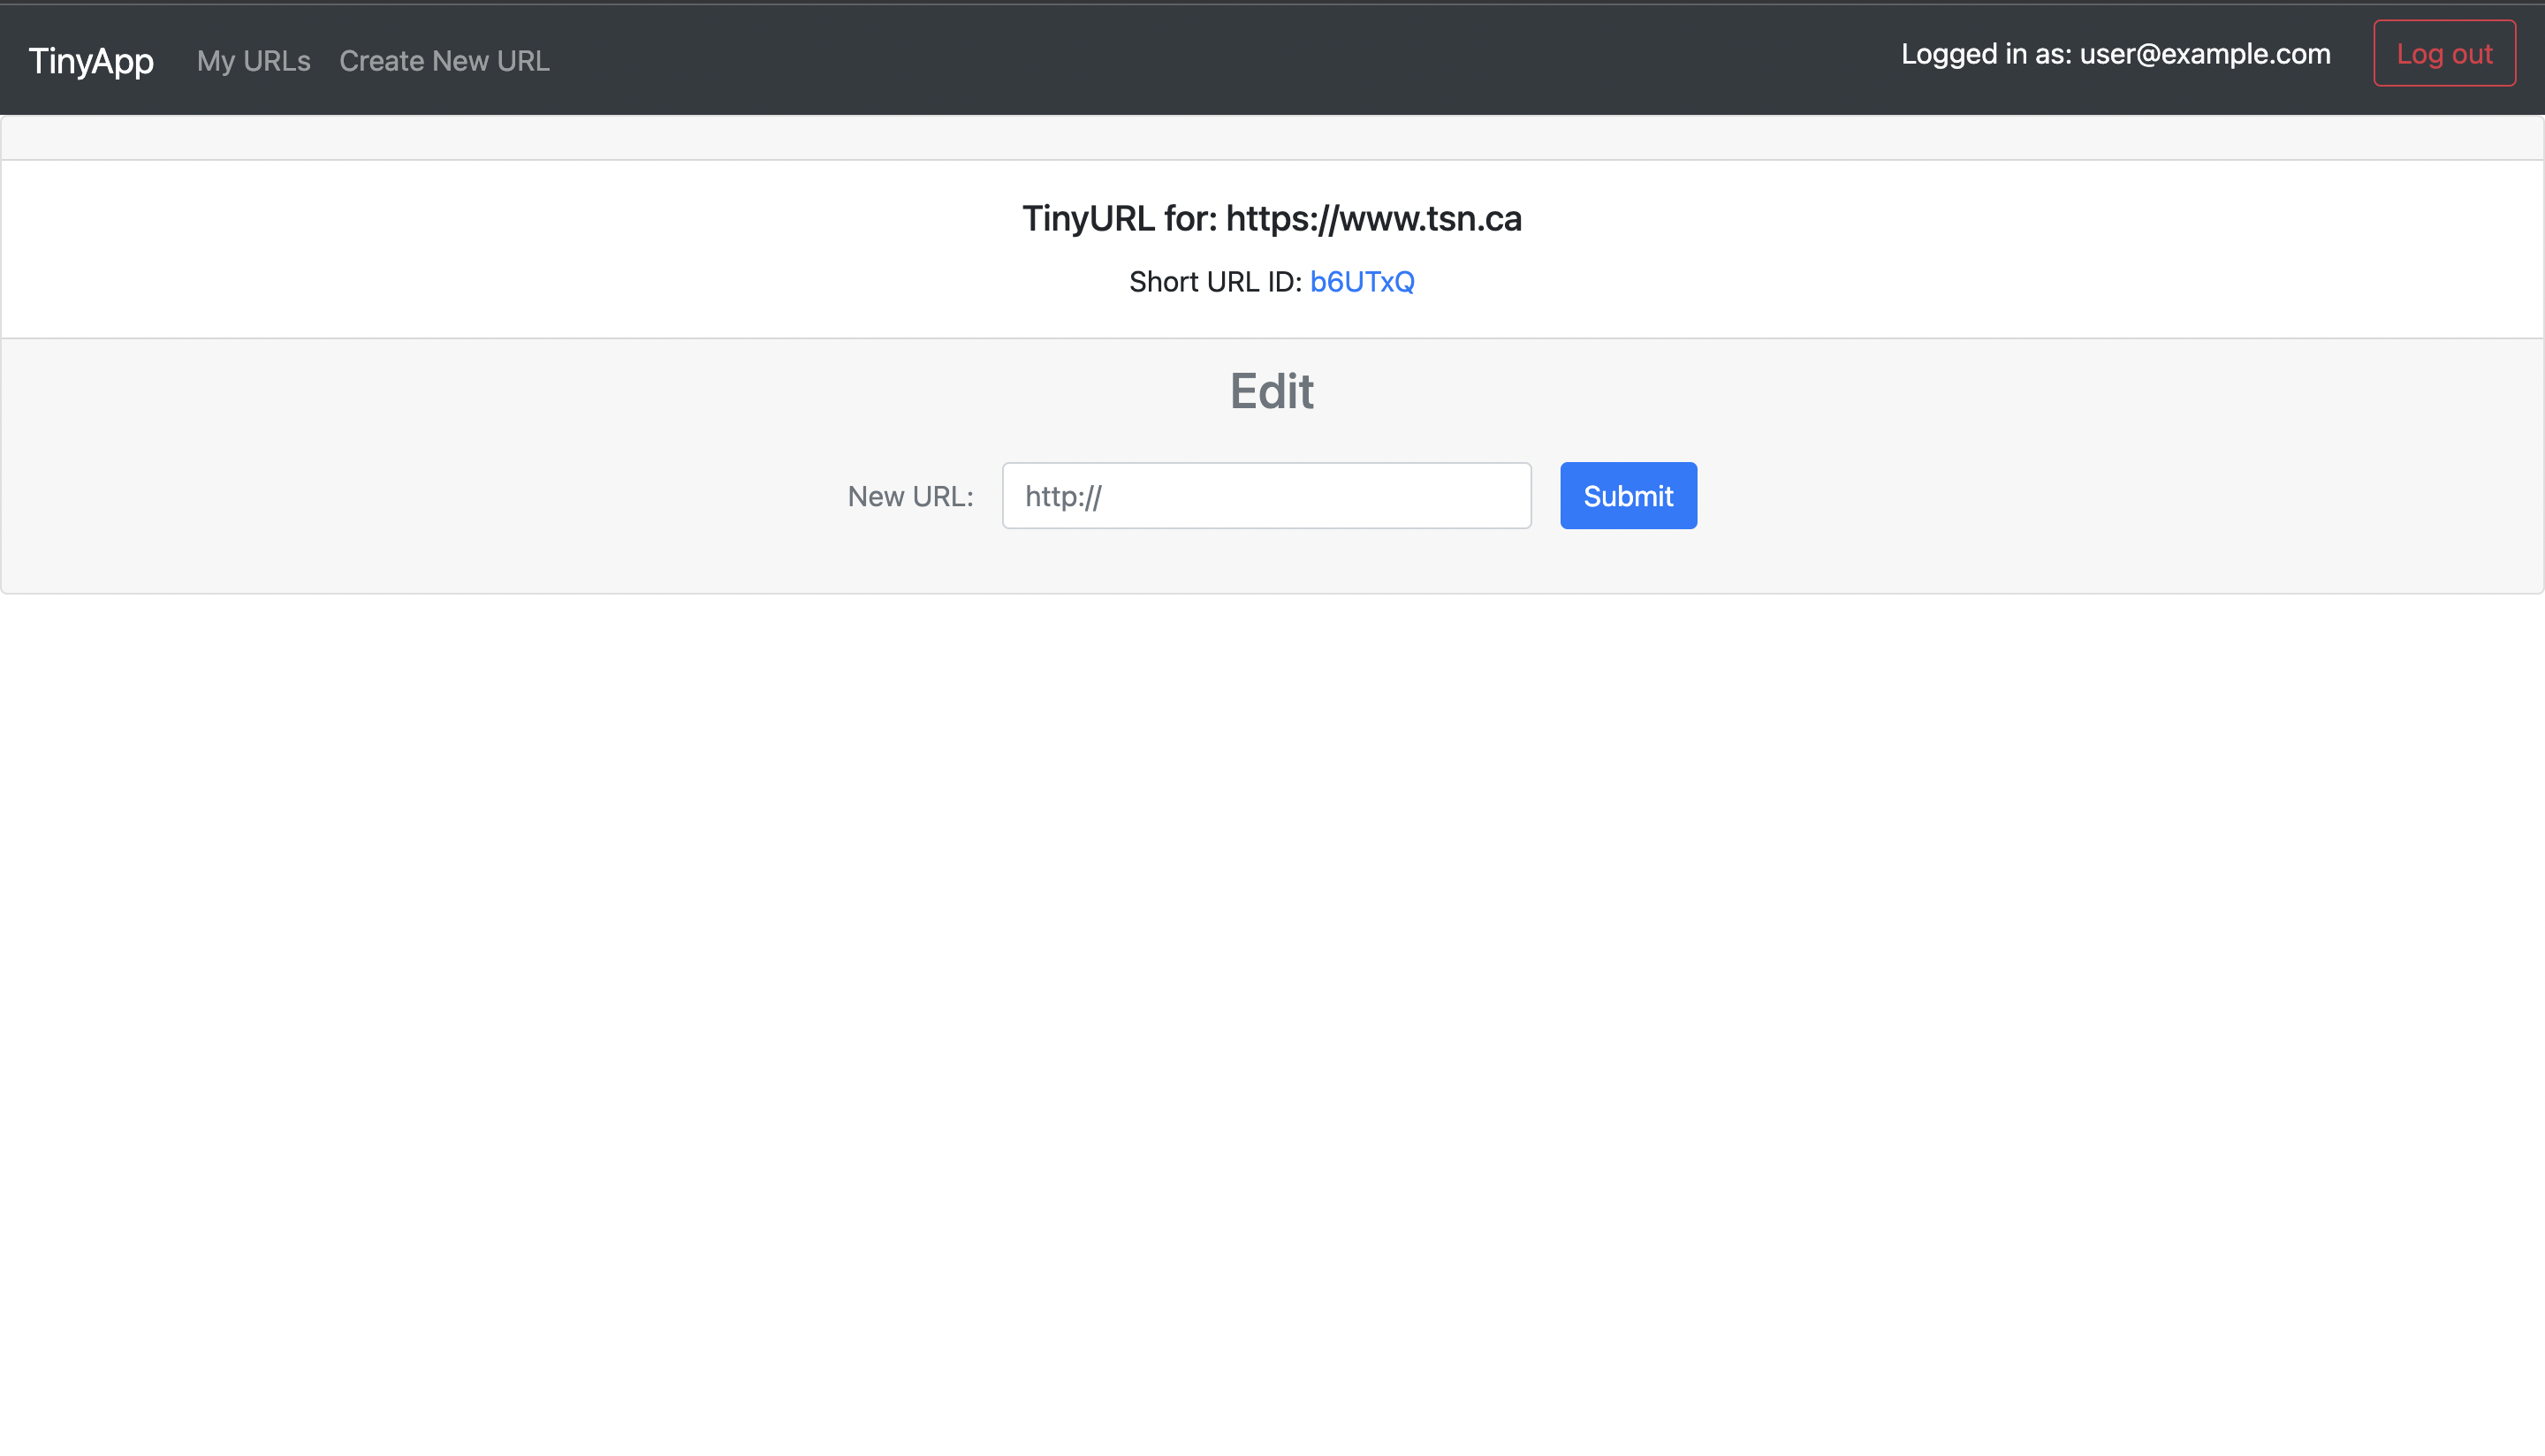 TinyApp My URLs Create New URL Logged in as: user@example.com Log out
TinyURL for: https://www.tsn.ca
Short URL ID: b6UTxQ
Edit
New URL: http:// Submit